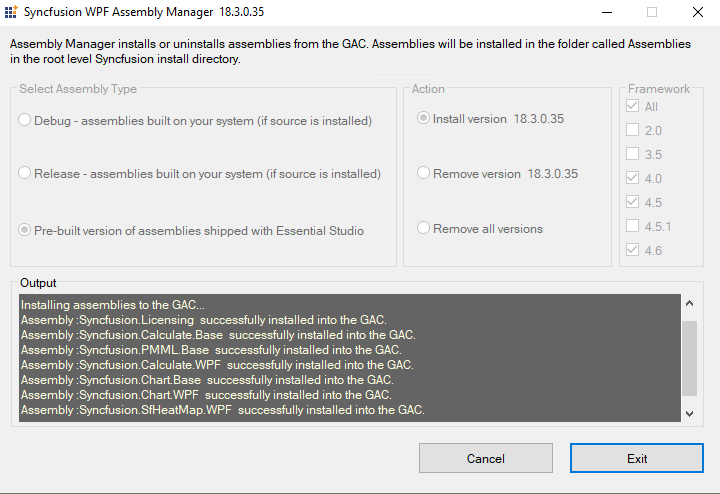 Syncfusion WPF Assembly Manager 18.3.0.35
Assembly Manager installs or uninstalls assemblies from the GAC. Assemblies will be installed in the folder called Assemblies
in the root level Syncfusion install directory.
Select Assembly Type
Debug - assemblies built on your system (if source is installed)
Release - assemblies built on your system (if source is installed)
Pre-built version of assemblies shipped with Essential Studio
Action
Install version 18.3.0.35
Remove version 18.3.0.35
Remove all versions
Framework
All
2.0
3.5
4.0
4.5
4.5.1
4.6
Output
Installing assemblies to the GAC...
Assembly :Syncfusion.Licensing successfully installed into the GAC.
Assembly :Syncfusion.Calculate.Base successfully installed into the GAC.
Assembly :Syncfusion.PMML.Base successfully installed into the GAC.
Assembly :Syncfusion.Calculate.WPF successfully installed into the GAC.
Assembly :Syncfusion.Chart.Base successfully installed into the GAC.
Assembly :Syncfusion.Chart.WPF successfully installed into the GAC.
Assembly :Syncfusion.SfHeatMap.WPF successfully installed into the GAC.
Cancel
Exit